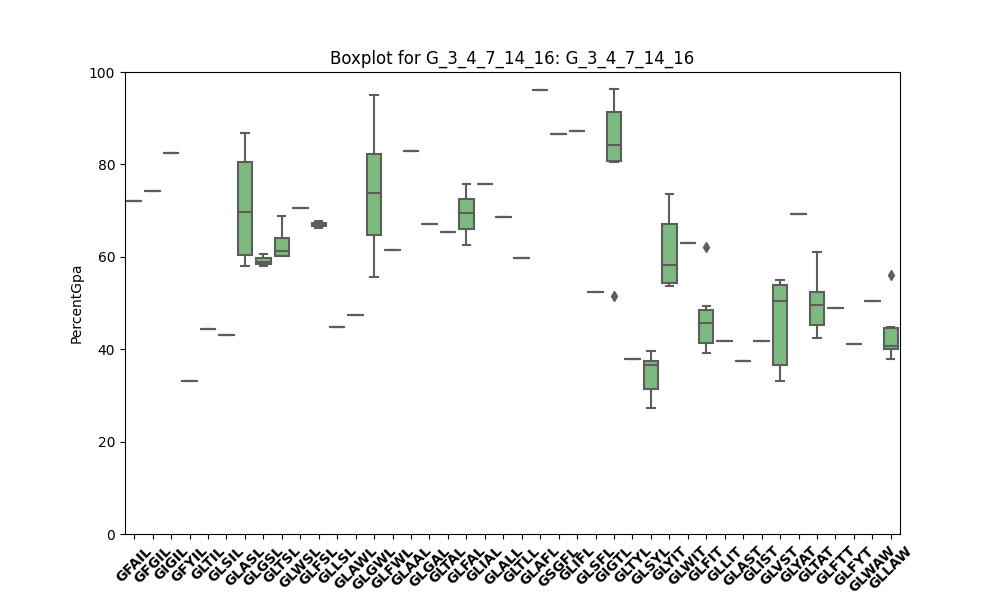 Boxplot for G_3_4_7_14_16: G_3_4_7_14_16
PercentGpa
100
80
60
40
20
0
GFAIL GFGIL GIGIL GFYIL GLTIL GLSIL GLASL GLGSL GLTSL GLWSL GLFSL GLLSL GLAWL GLGWL GLFWL GLAAL GLGAL GLTAL GLFAL GLIAL GLALL GLTLL GLAFL GSGFL GLIFL GLSFL GIGTL GLTYL GLSYL GLYIT GLWIT GLFIT GLLIT GLAST GLIST GLVST GLYAT GLTAT GLFTT GLFYT GLWAW GLLAW